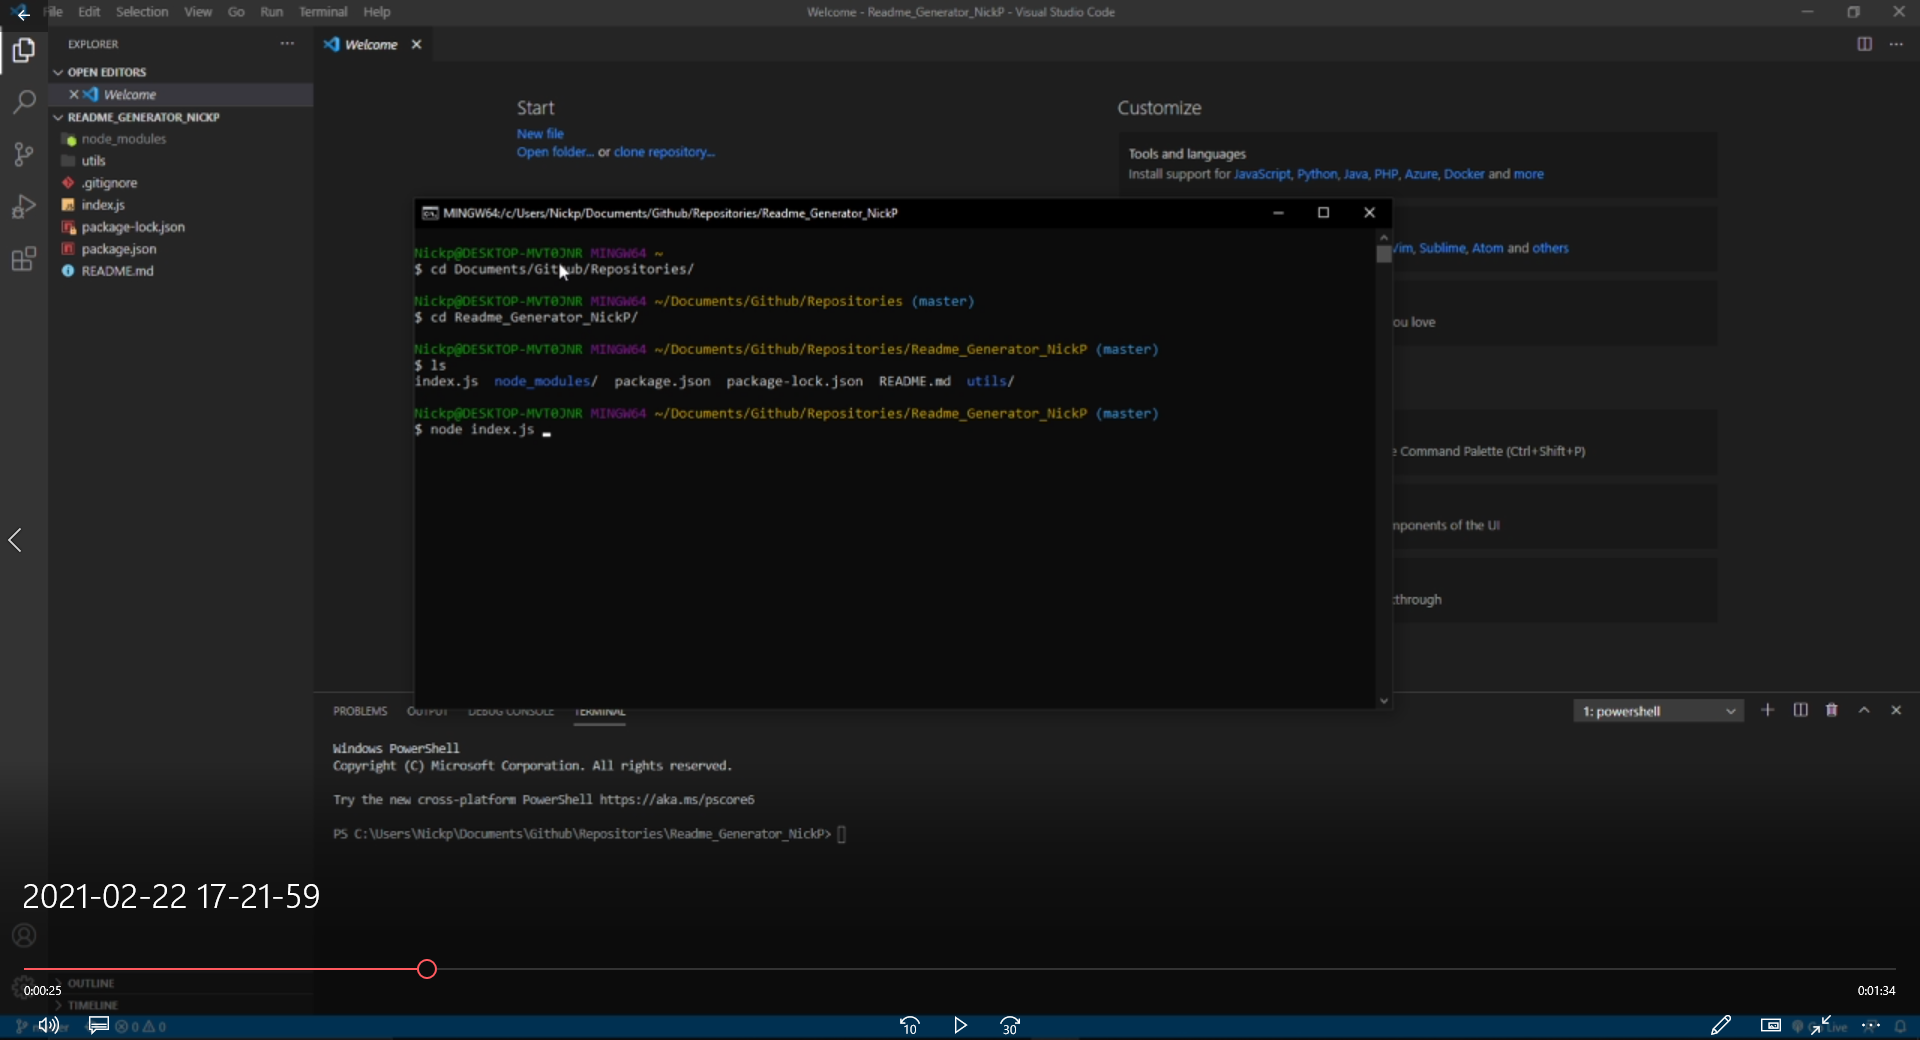 File Edit Selection View Go Run Terminal Help
Welcome - Readme_Generator_NickP - Visual Studio Code
EXPLORER
Welcome
OPEN EDITORS
Welcome
README_GENERATOR_NICKP
node_modules
utils
.gitignore
index.js
package-lock.json
package.json
README.md
Start
New file
Open folder... or clone repository...
Customize
Tools and languages
Install support for JavaScript, Python, Java, PHP, Azure, Docker and more
Vim, Sublime, Atom and others
you love
Command Palette (Ctrl+Shift+P)
of the UI
MINGW64:/c/Users/Nickp/Documents/Github/Repositories/Readme_Generator_NickP
Nickp@DESKTOP-MVT0JNR MINGW64 ~
$ cd Documents/Github/Repositories/
Nickp@DESKTOP-MVT0JNR MINGW64 ~/Documents/Github/Repositories (master)
$ cd Readme_Generator_NickP/
Nickp@DESKTOP-MVT0JNR MINGW64 ~/Documents/Github/Repositories/Readme_Generator_NickP (master)
$ ls
index.js node_modules/ package.json package-lock.json README.md utils/
Nickp@DESKTOP-MVT0JNR MINGW64 ~/Documents/Github/Repositories/Readme_Generator_NickP (master)
$ node index.js
PROBLEMS OUTPUT DEBUG CONSOLE TERMINAL
1: powershell
Windows PowerShell
Copyright (C) Microsoft Corporation. All rights reserved.
Try the new cross-platform PowerShell https://aka.ms/pscore6
PS C:\Users\Nickp\Documents\Github\Repositories\Readme_Generator_NickP>
2021-02-22 17-21-59
OUTLINE
0:00:25
0:01:34
TIMELINE
0 0
10
30
Live